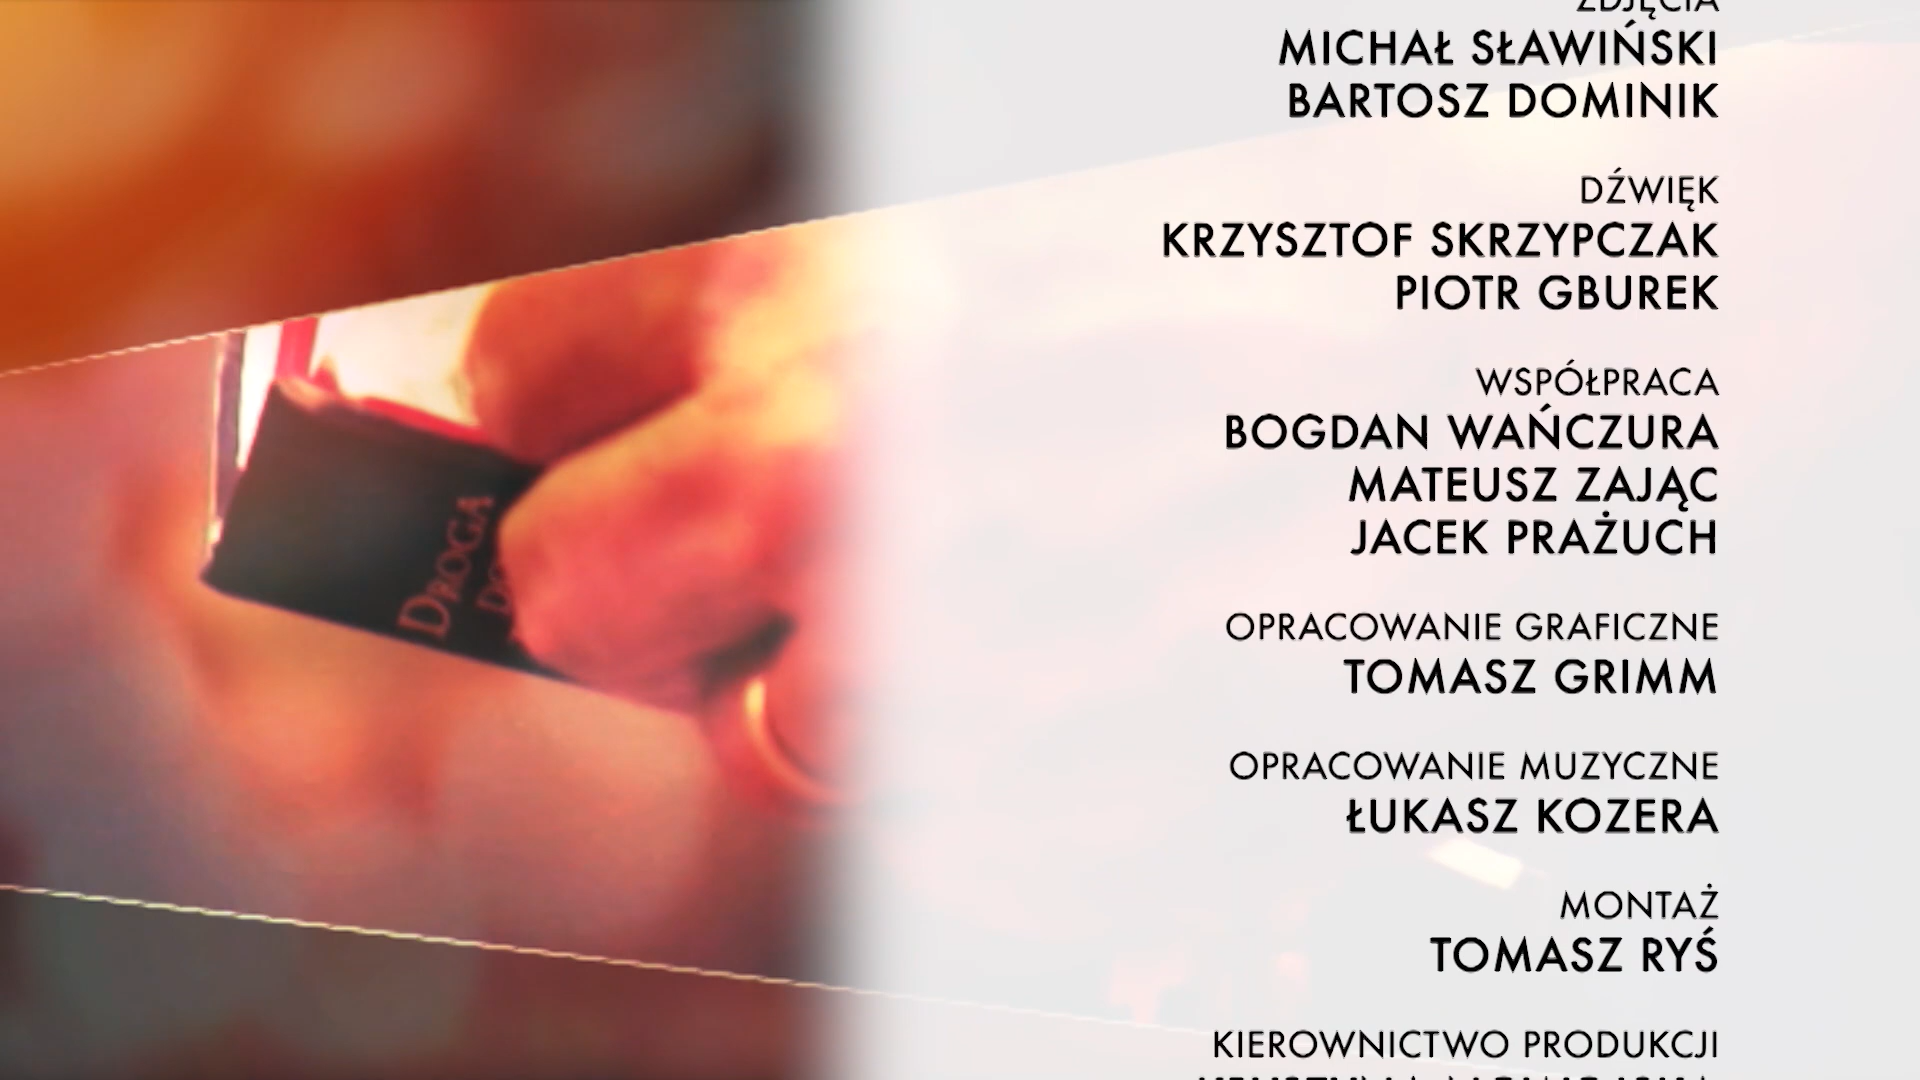 ZDJĘCIA
MICHAŁ SŁAWIŃSKI
BARTOSZ DOMINIK
DŹWIĘK
KRZYSZTOF SKRZYPCZAK
PIOTR GBUREK
WSPÓŁPRACA
BOGDAN WAŃCZURA
MATEUSZ ZAJĄC
JACEK PRAŻUCH
OPRACOWANIE GRAFICZNE
TOMASZ GRIMM
OPRACOWANIE MUZYCZNE
ŁUKASZ KOZERA
MONTAŻ
TOMASZ RYŚ
KIEROWNICTWO PRODUKCJI
DROGA